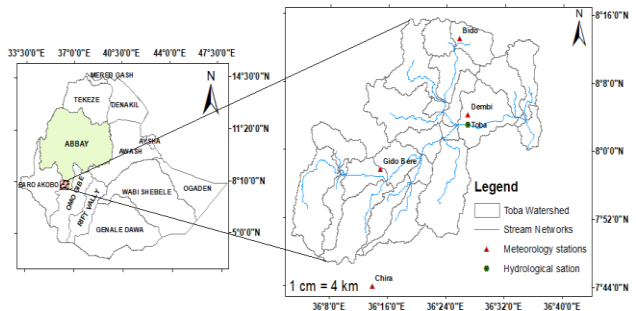 33°30'0"E 37°0'0"E 40°30'0"E 44°0'0"E 47°30'0"E
14°30'0"N
11°20'0"N
8°10'0"N
5°0'0"N
N
MEREB GASH
TEKEZE
DENAKIL
ABBAY
AYSHA
AWASH
BARO AKOBO
OMO GIBE
RIFT VALLY
WABI SHEBELE
OGADEN
GENALE DAWA
N
8°16'0"N
8°8'0"N
8°0'0"N
7°52'0"N
7°44'0"N
Bido
Dembi
Toba
Gido Bere
Chira
Legend
Toba Watershed
Stream Networks
Meteorology stations
Hydrological sation
1 cm = 4 km
36°8'0"E 36°16'0"E 36°24'0"E 36°32'0"E 36°40'0"E